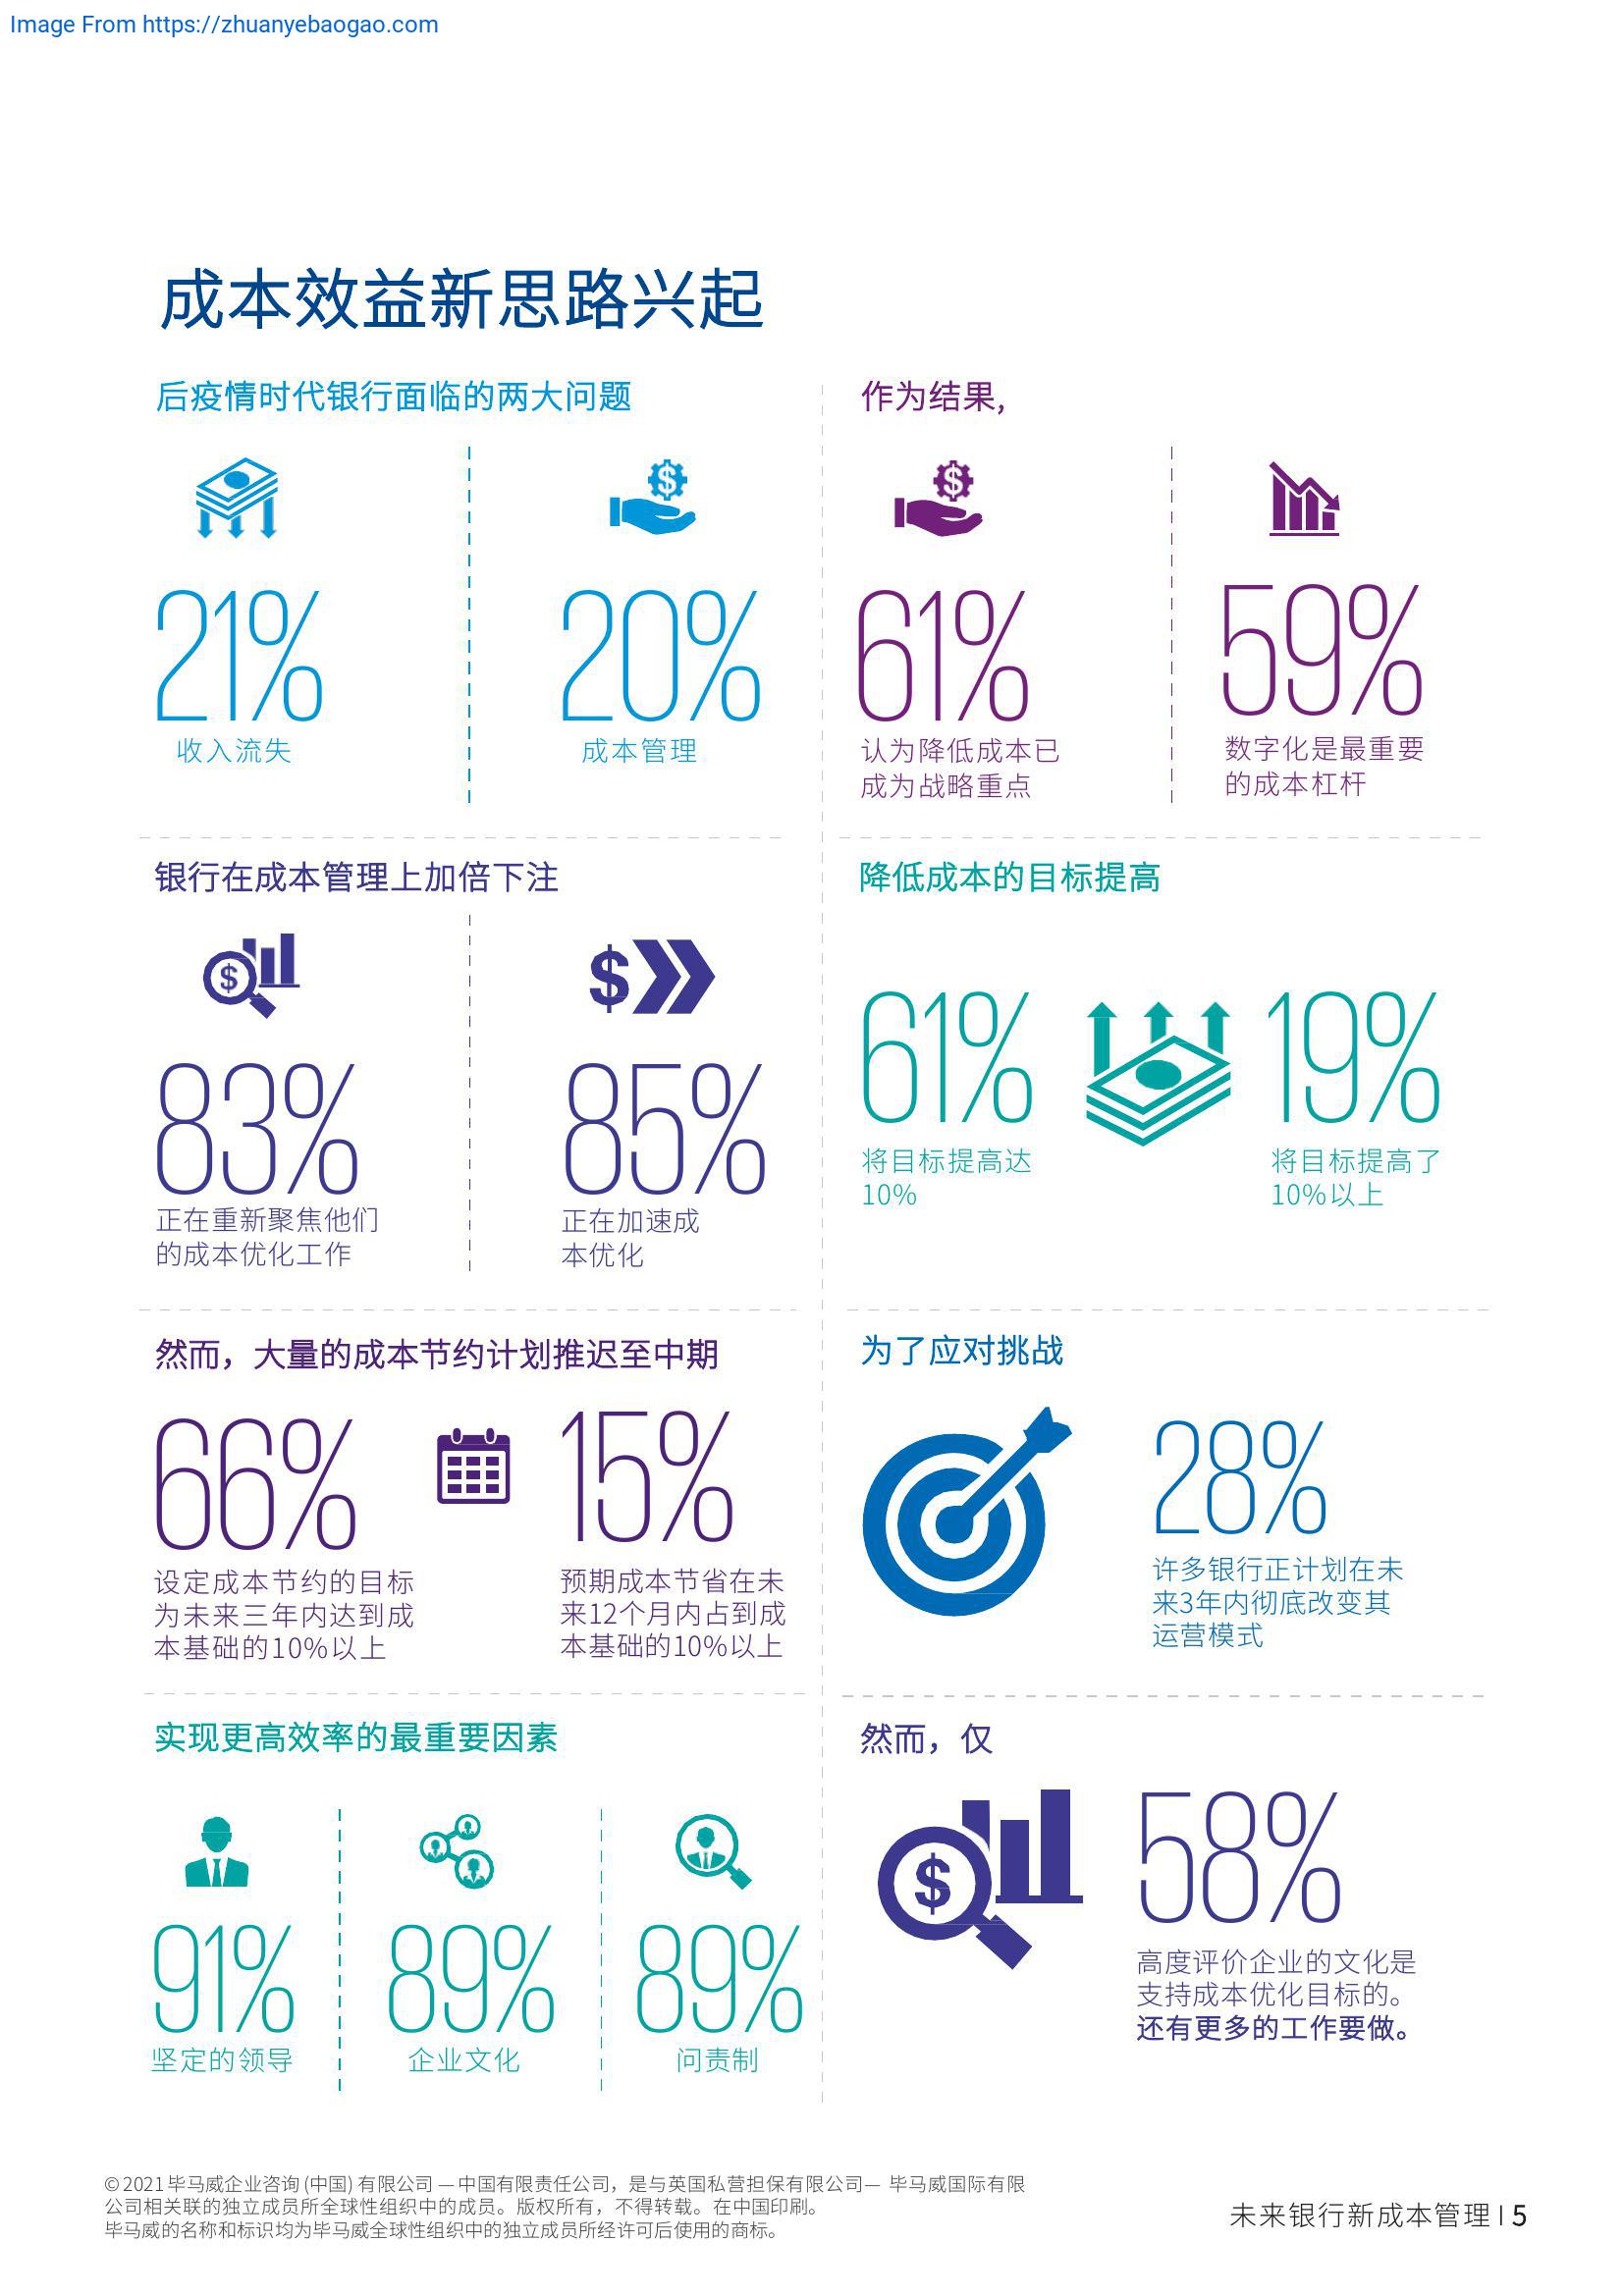 Image From https://zhuanyebaogao.com
成本效益新思路兴起
后疫情时代银行面临的两大问题
21%
收入流失
20%
成本管理
作为结果,
61%
认为降低成本已
成为战略重点
59%
数字化是最重要
的成本杠杆
银行在成本管理上加倍下注
$
83%
正在重新聚焦他们
的成本优化工作
$
85%
正在加速成
本优化
降低成本的目标提高
61%
将目标提高达
10%
19%
将目标提高了
10%以上
然而，大量的成本节约计划推迟至中期
66%
设定成本节约的目标
为未来三年内达到成
本基础的10%以上
15%
预期成本节省在未
来12个月内占到成
本基础的10%以上
为了应对挑战
28%
许多银行正计划在未
来3年内彻底改变其
运营模式
实现更高效率的最重要因素
91%
坚定的领导
89%
企业文化
89%
问责制
然而，仅
$
58%
高度评价企业的文化是
支持成本优化目标的。
还有更多的工作要做。
© 2021 毕马威企业咨询 (中国) 有限公司 — 中国有限责任公司，是与英国私营担保有限公司— 毕马威国际有限
公司相关联的独立成员所全球性组织中的成员。版权所有，不得转载。在中国印刷。
毕马威的名称和标识均为毕马威全球性组织中的独立成员所经许可后使用的商标。
未来银行新成本管理 | 5